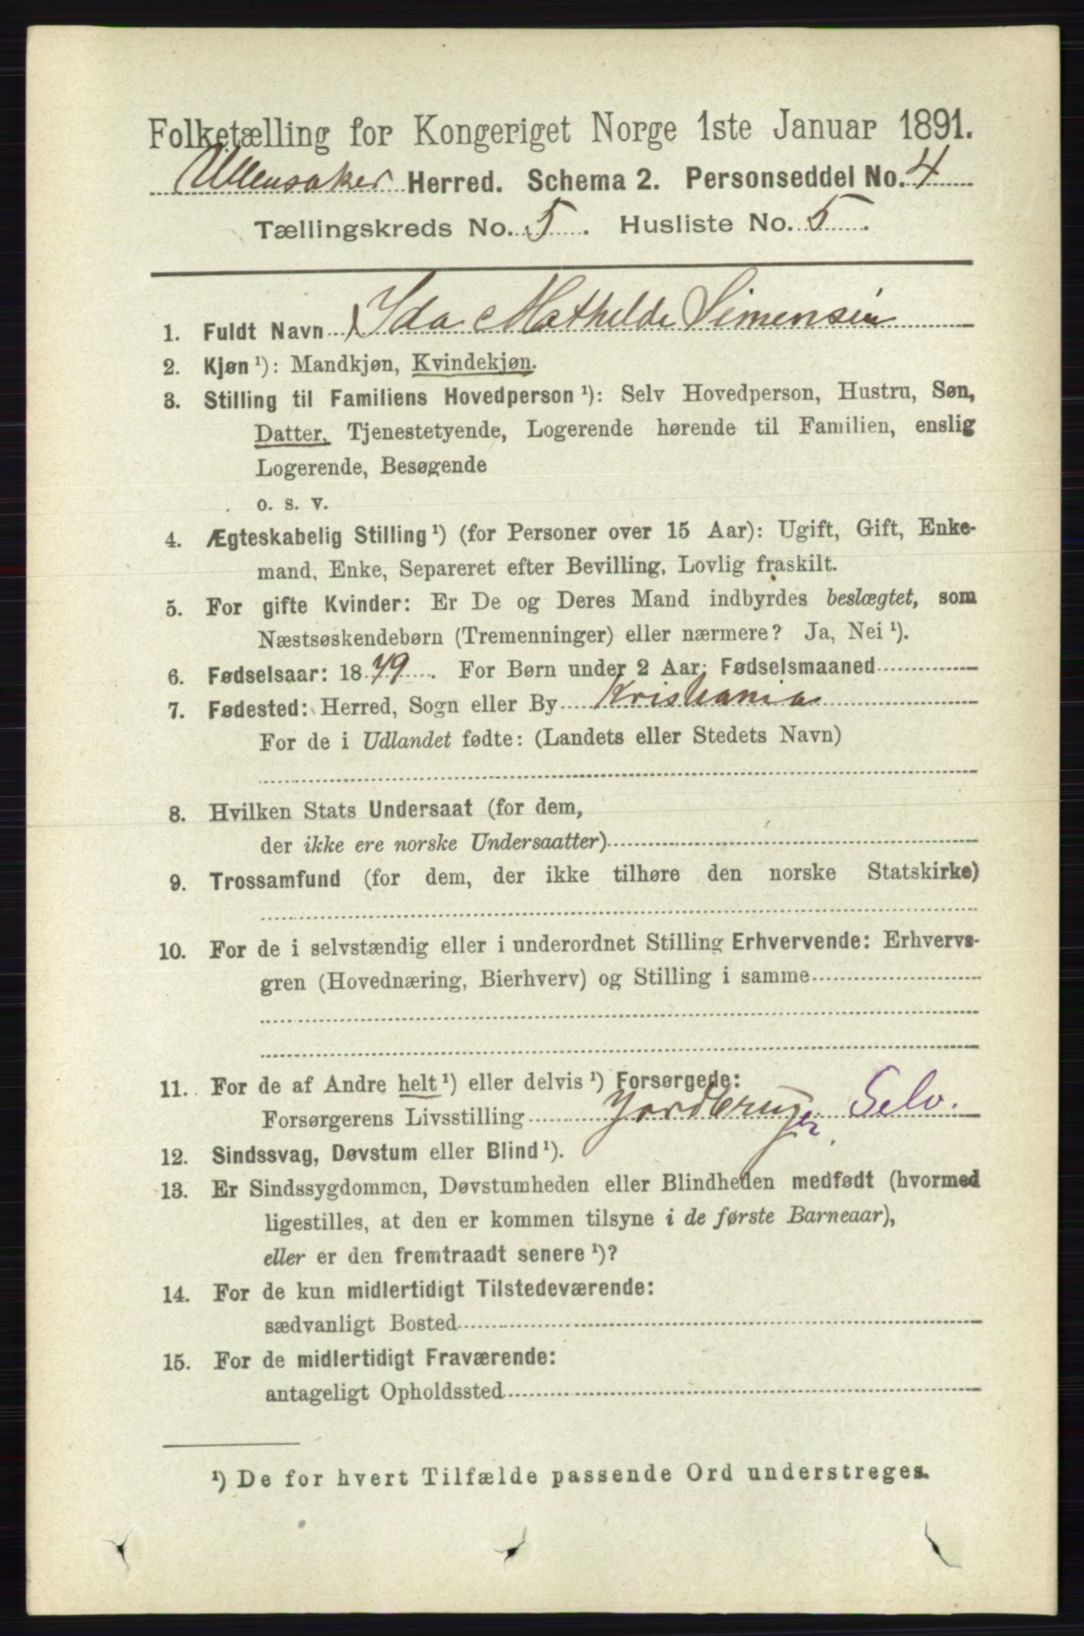 Folketælling for Kongeriget Norge 1ste Januar 1891.
Ullensaker Herred. Schema 2. Personseddel No. 4
Tællingskreds No. 5. Husliste No. 5.
1. Fuldt Navn Ida Mathilde Simensen
2. Kjøn ¹): Mandkjøn, Kvindekjøn.
3. Stilling til Familiens Hovedperson ¹): Selv Hovedperson, Hustru, Søn,
Datter, Tjenestetyende, Logerende hørende til Familien, enslig
Logerende, Besøgende
o. s. v.
4. Ægteskabelig Stilling ¹) (for Personer over 15 Aar): Ugift, Gift, Enke-
mand, Enke, Separeret efter Bevilling, Lovlig fraskilt.
5. For gifte Kvinder: Er De og Deres Mand indbyrdes beslægtet, som
Næstsøskendebørn (Tremenninger) eller nærmere? Ja, Nei ¹).
6. Fødselsaar: 1879. For Børn under 2 Aar: Fødselsmaaned
7. Fødested: Herred, Sogn eller By Kristiania
For de i Udlandet fødte: (Landets eller Stedets Navn)
8. Hvilken Stats Undersaat (for dem,
der ikke ere norske Undersaatter)
9. Trossamfund (for dem, der ikke tilhøre den norske Statskirke)
10. For de i selvstændig eller i underordnet Stilling Erhvervende: Erhvervs-
gren (Hovednæring, Bierhverv) og Stilling i samme
11. For de af Andre helt ¹) eller delvis ¹) Forsørgede:
Forsørgerens Livsstilling Jordbruger. Selv.
12. Sindssvag, Døvstum eller Blind ¹).
13. Er Sindssygdommen, Døvstumheden eller Blindheden medfødt (hvormed
ligestilles, at den er kommen tilsyne i de første Barneaar),
eller er den fremtraadt senere ¹)?
14. For de kun midlertidigt Tilstedeværende:
sædvanligt Bosted
15. For de midlertidigt Fraværende:
antageligt Opholdssted
¹) De for hvert Tilfælde passende Ord understreges.